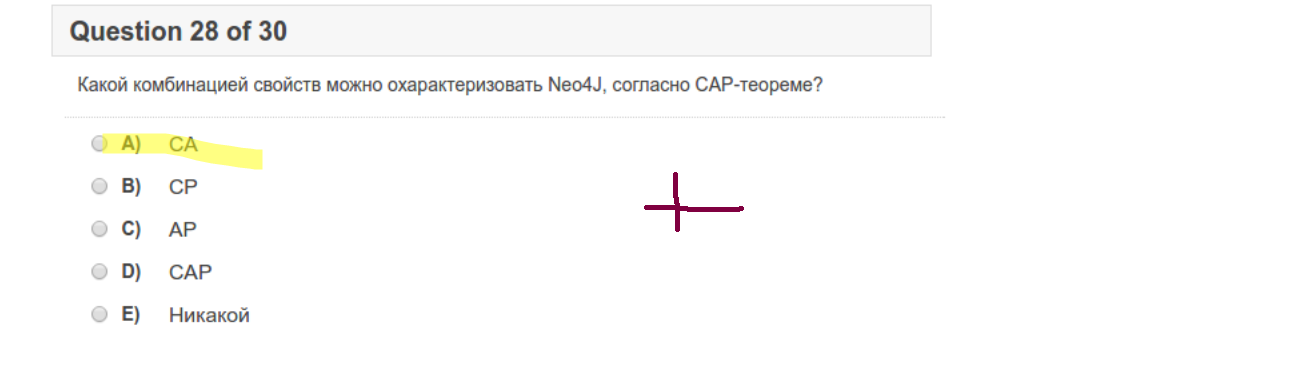 Question 28 of 30
Какой комбинацией свойств можно охарактеризовать Neo4J, согласно CAP-теореме?
A) CA
B) CP
C) AP
D) CAP
E) Никакой